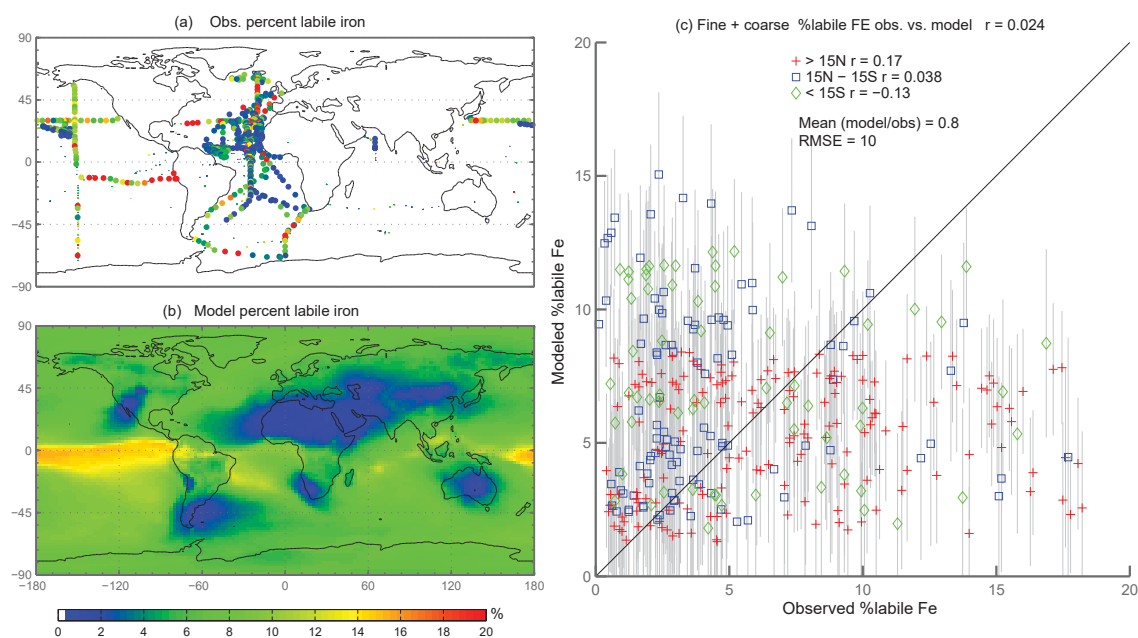 (a) Obs. percent labile iron
90
45
0
−45
−90
(b) Model percent labile iron
90
45
0
−45
−90
−180 −120 −60 0 60 120 180
0 2 4 6 8 10 12 14 16 18 20 %
(c) Fine + coarse %labile FE obs. vs. model r = 0.024
> 15N r = 0.17
15N − 15S r = 0.038
< 15S r = −0.13
Mean (model/obs) = 0.8
RMSE = 10
Modeled %labile Fe
20
15
10
5
0
0 5 10 15 20
Observed %labile Fe